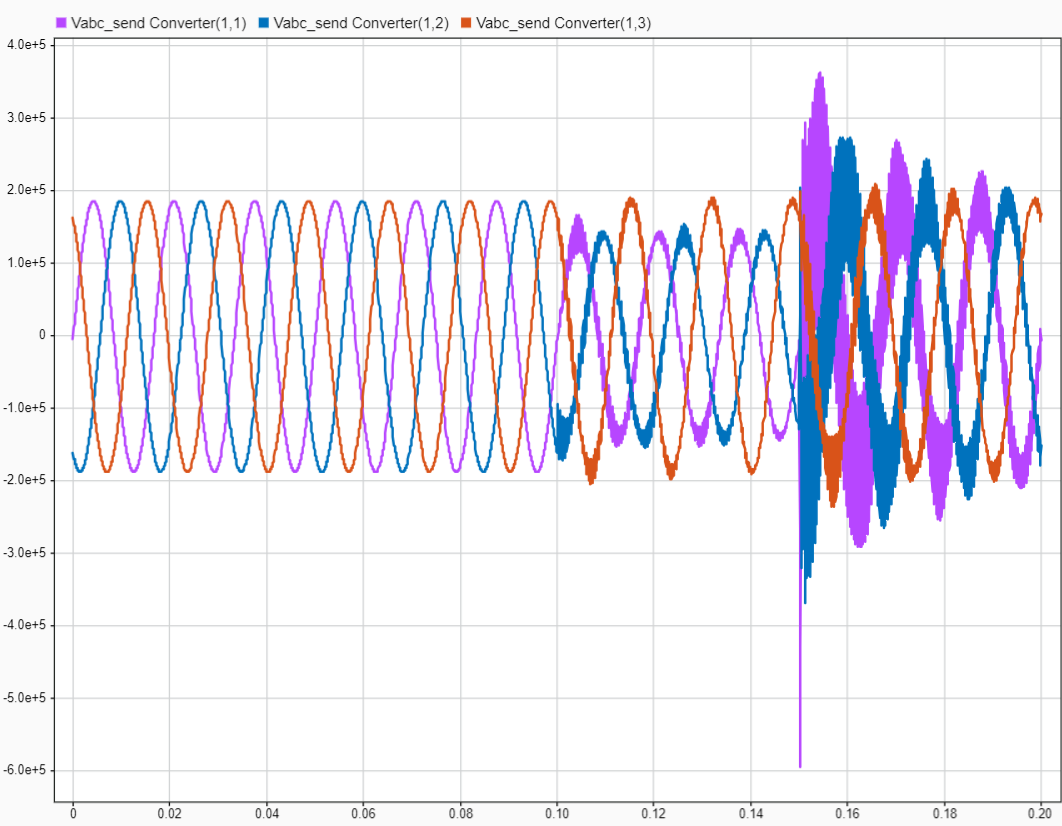 Vabc_send Converter(1,1) Vabc_send Converter(1,2) Vabc_send Converter(1,3)
4.0e+5
3.0e+5
2.0e+5
1.0e+5
0
-1.0e+5
-2.0e+5
-3.0e+5
-4.0e+5
-5.0e+5
-6.0e+5
0 0.02 0.04 0.06 0.08 0.10 0.12 0.14 0.16 0.18 0.20